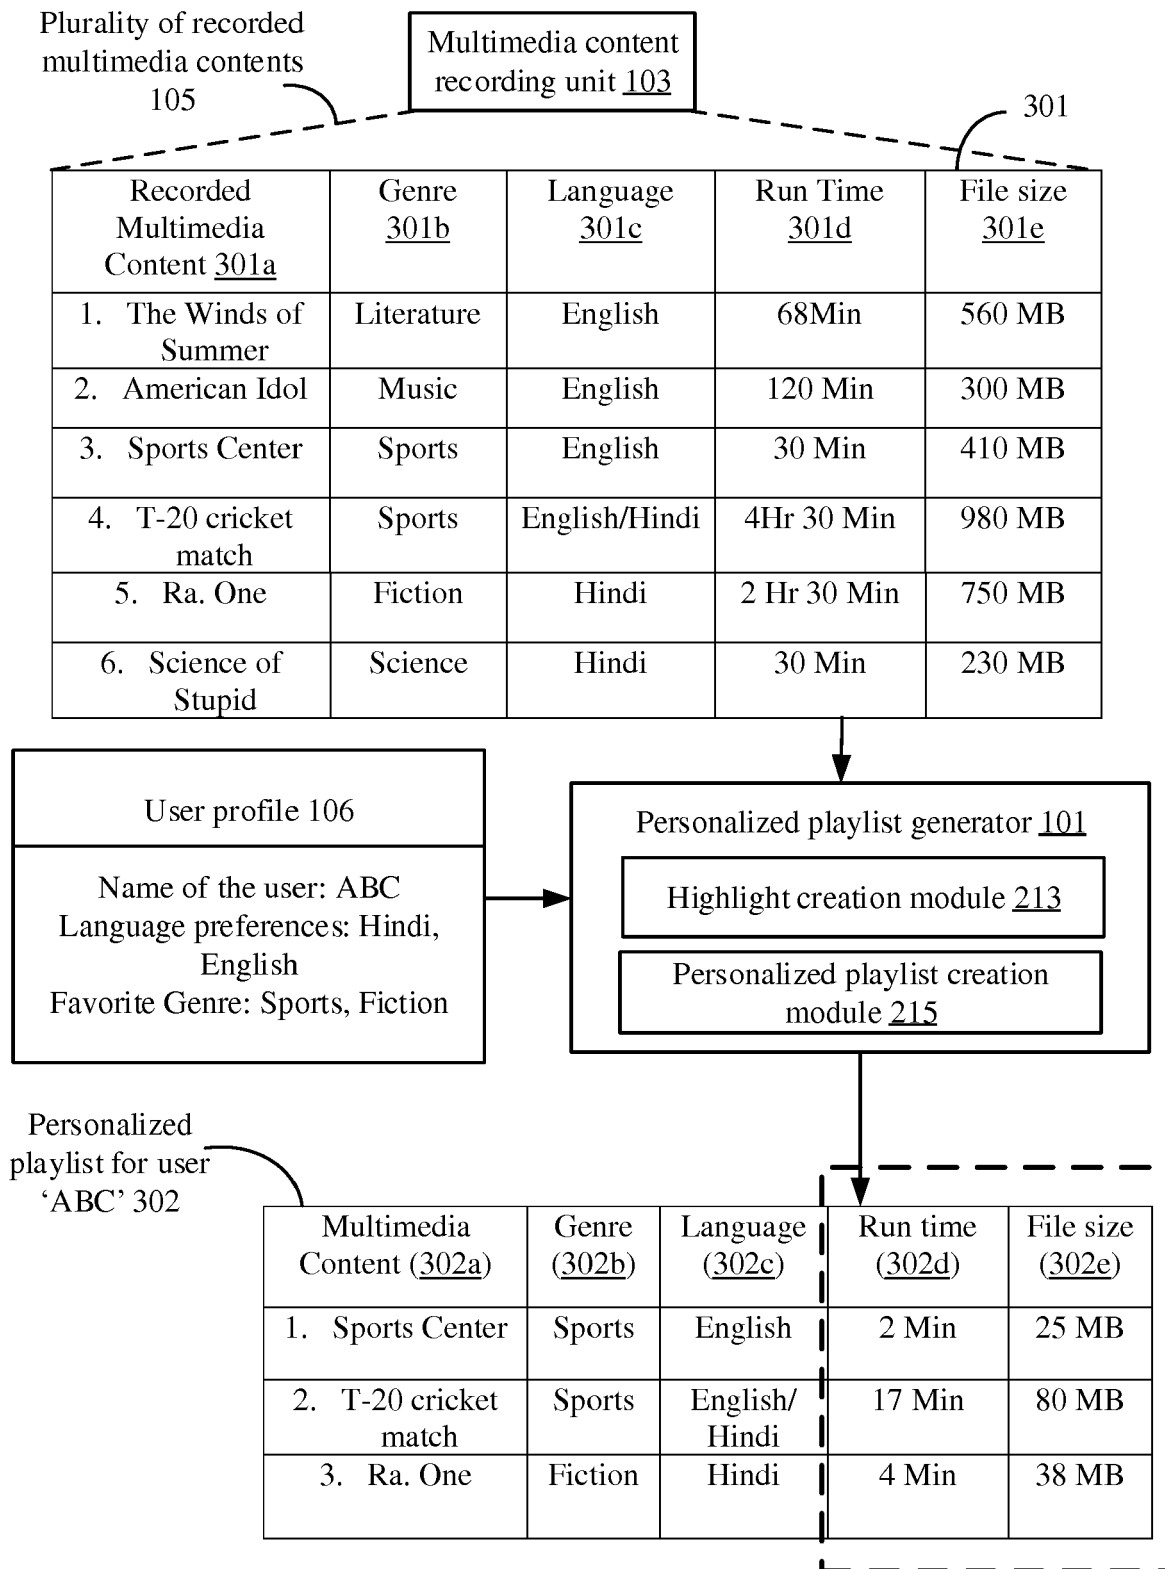 Plurality of recorded
multimedia contents
105
Multimedia content
recording unit 103
301
Recorded
Multimedia
Content 301a
Genre
301b
Language
301c
Run Time
301d
File size
301e
1. The Winds of
Summer
Literature
English
68Min
560 MB
2. American Idol
Music
English
120 Min
300 MB
3. Sports Center
Sports
English
30 Min
410 MB
4. T-20 cricket
match
Sports
English/Hindi
4Hr 30 Min
980 MB
5. Ra. One
Fiction
Hindi
2 Hr 30 Min
750 MB
6. Science of
Stupid
Science
Hindi
30 Min
230 MB
User profile 106
Name of the user: ABC
Language preferences: Hindi,
English
Favorite Genre: Sports, Fiction
Personalized playlist generator 101
Highlight creation module 213
Personalized playlist creation
module 215
Personalized
playlist for user
‘ABC’ 302
Multimedia
Content (302a)
Genre
(302b)
Language
(302c)
Run time
(302d)
File size
(302e)
1. Sports Center
Sports
English
2 Min
25 MB
2. T-20 cricket
match
Sports
English/
Hindi
17 Min
80 MB
3. Ra. One
Fiction
Hindi
4 Min
38 MB